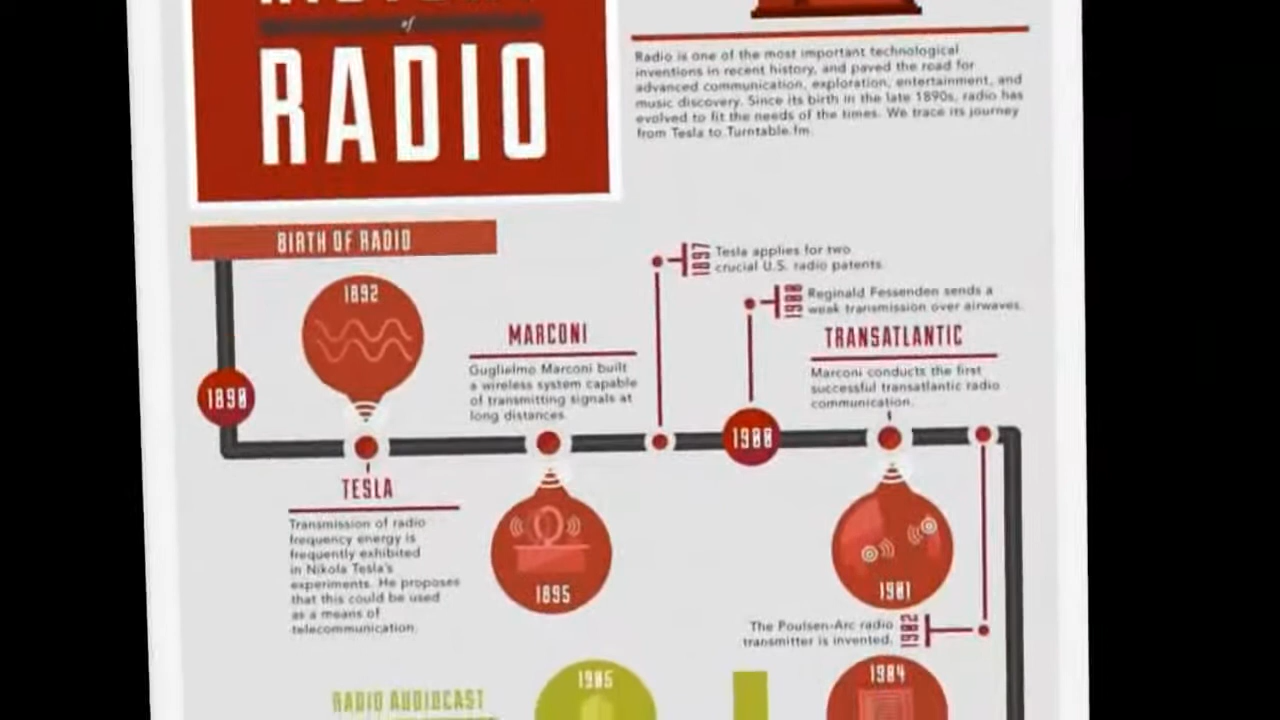 of
RADIO
Radio is one of the most important technological
inventions in recent history, and paved the road for
advanced communication, exploration, entertainment, and
music discovery. Since its birth in the late 1890s, radio has
evolved to fit the needs of the times. We trace its journey
from Tesla to Turntable.fm.
BIRTH OF RADIO
1890
1892
TESLA
Transmission of radio
frequency energy is
frequently exhibited
in Nikola Tesla's
experiments. He proposes
that this could be used
as a means of
telecommunication.
MARCONI
Guglielmo Marconi built
a wireless system capable
of transmitting signals at
long distances.
1895
1897
Tesla applies for two
crucial U.S. radio patents.
1900
Reginald Fessenden sends a
weak transmission over airwaves.
1900
TRANSATLANTIC
Marconi conducts the first
successful transatlantic radio
communication.
1901
The Poulsen-Arc radio
transmitter is invented.
1902
RADIO AUDIOCAST
1905
1904